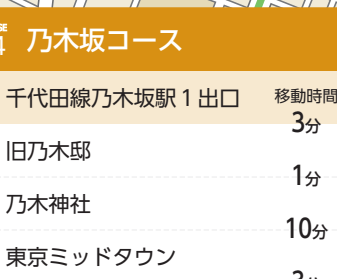 乃木坂コース
千代田線乃木坂駅1出口 移動時間
3分
旧乃木邸
1分
乃木神社
10分
東京ミッドタウン